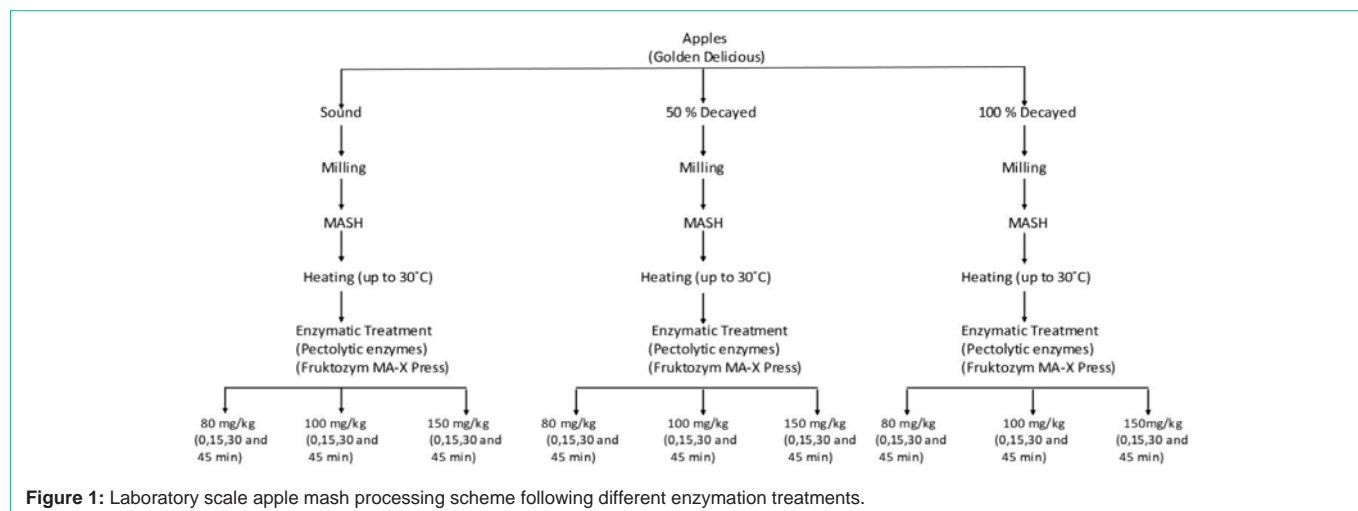 Apples
(Golden Delicious)
Sound
50 % Decayed
100 % Decayed
Milling
Milling
Milling
MASH
MASH
MASH
Heating (up to 30˚C)
Heating (up to 30˚C)
Heating (up to 30˚C)
Enzymatic Treatment
(Pectolytic enzymes)
(Fruktozym MA-X Press)
Enzymatic Treatment
(Pectolytic enzymes)
(Fruktozym MA-X Press)
Enzymatic Treatment
(Pectolytic enzymes)
(Fruktozym MA-X Press)
80 mg/kg
(0,15,30 and
45 min)
100 mg/kg
(0,15,30 and
45 min)
150 mg/kg
(0,15,30 and
45 min)
80 mg/kg
(0,15,30 and
45 min)
100 mg/kg
(0,15,30 and
45 min)
150 mg/kg
(0,15,30 and
45 min)
80 mg/kg
(0,15,30 and
45 min)
100 mg/kg
(0,15,30 and
45 min)
150mg/kg
(0,15,30 and
45 min)
Figure 1: Laboratory scale apple mash processing scheme following different enzymation treatments.